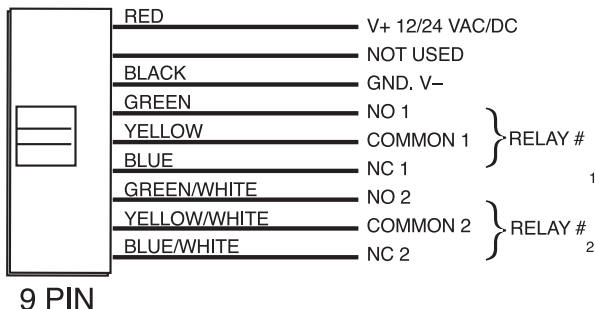 RED V+ 12/24 VAC/DC
NOT USED
BLACK GND. V–
GREEN NO 1
YELLOW COMMON 1 RELAY # 1
BLUE NC 1
GREEN/WHITE NO 2
YELLOW/WHITE COMMON 2 RELAY # 2
BLUE/WHITE NC 2
9 PIN